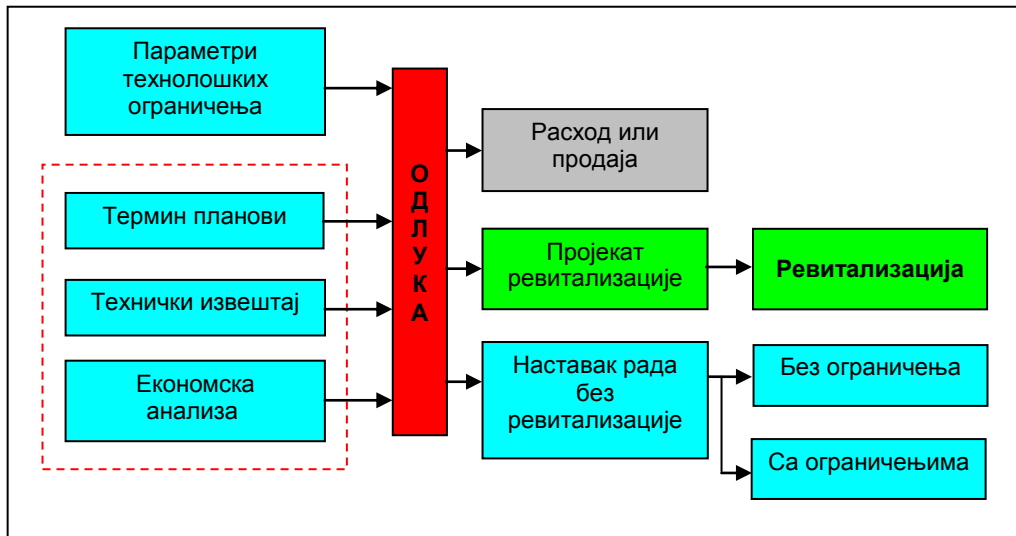 Параметри
технолошких
ограничења
Термин планови
Технички извештај
Економска
анализа
О
Д
Л
У
К
А
Расход или
продаја
Пројекат
ревитализације
Ревитализација
Наставак рада
без
ревитализације
Без ограничења
Са ограничењима